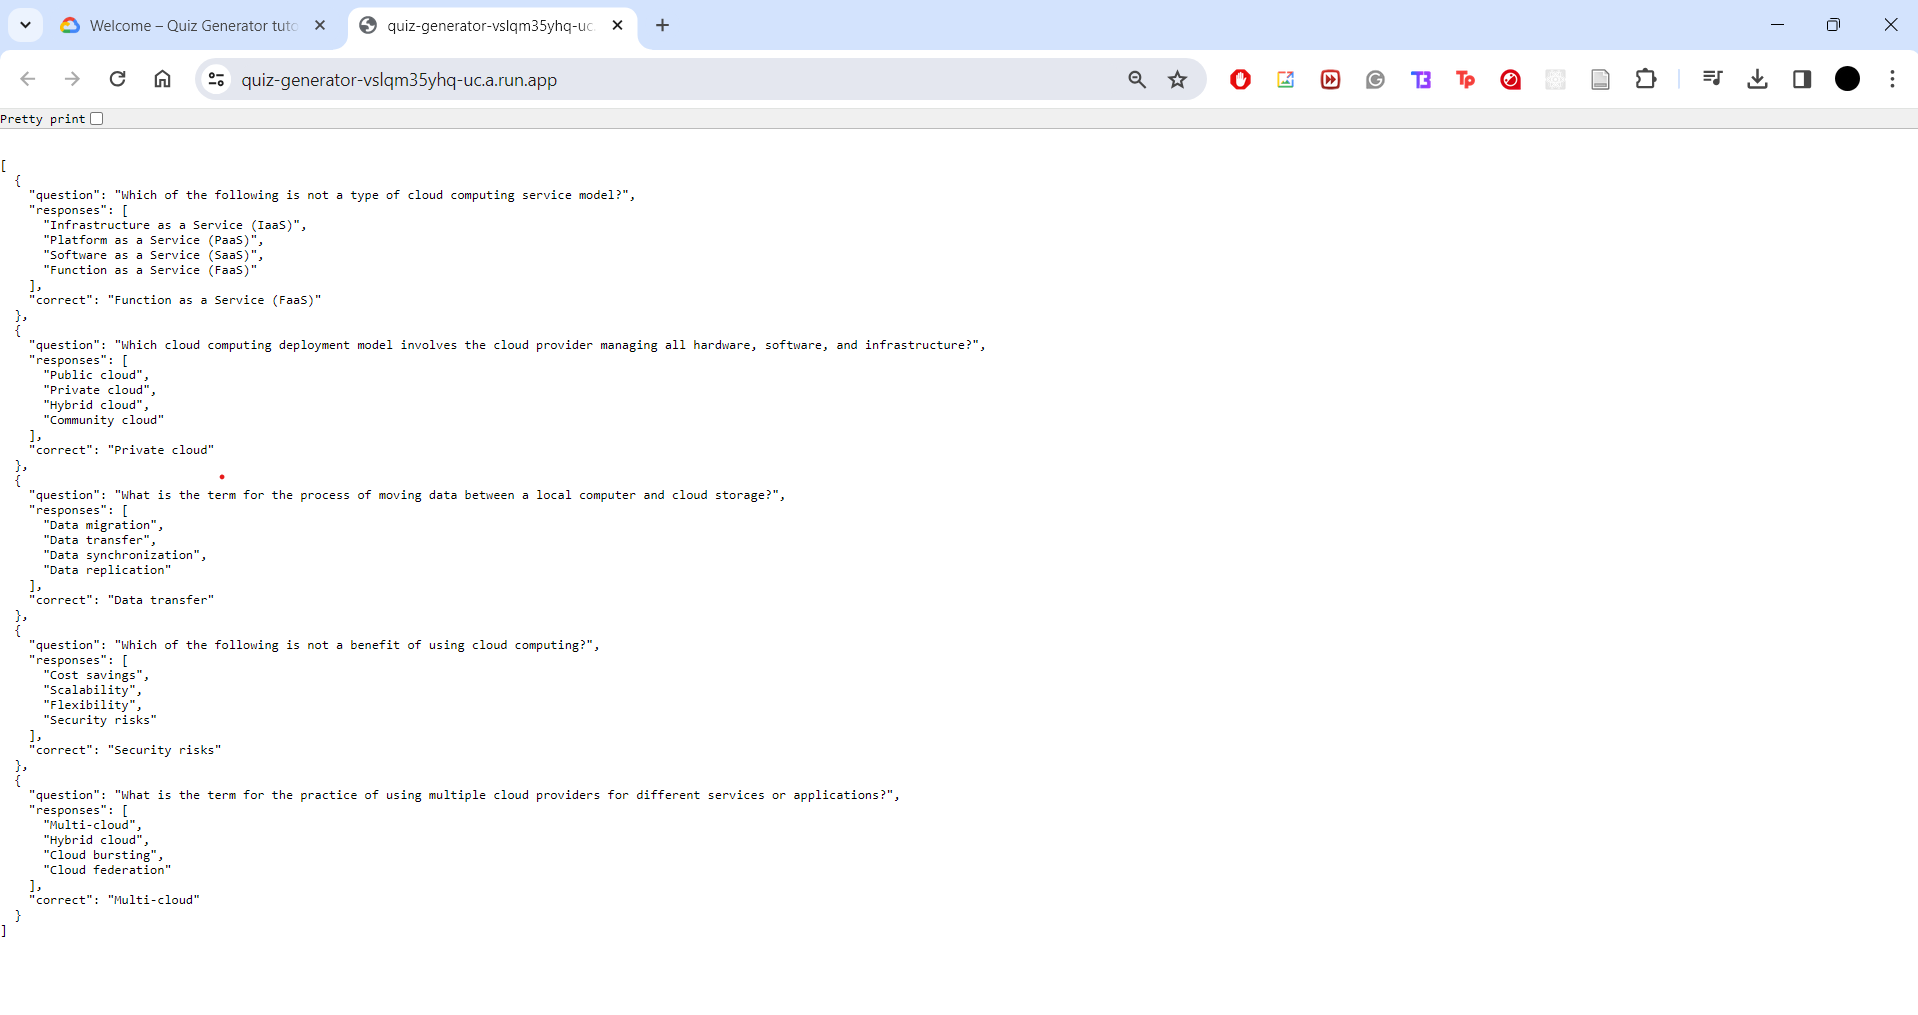 Welcome – Quiz Generator tuto
quiz-generator-vslqm35yhq-uc.
quiz-generator-vslqm35yhq-uc.a.run.app
Pretty print
[
  {
    "question": "Which of the following is not a type of cloud computing service model?",
    "responses": [
      "Infrastructure as a Service (IaaS)",
      "Platform as a Service (PaaS)",
      "Software as a Service (SaaS)",
      "Function as a Service (FaaS)"
    ],
    "correct": "Function as a Service (FaaS)"
  },
  {
    "question": "Which cloud computing deployment model involves the cloud provider managing all hardware, software, and infrastructure?",
    "responses": [
      "Public cloud",
      "Private cloud",
      "Hybrid cloud",
      "Community cloud"
    ],
    "correct": "Private cloud"
  },
  {
    "question": "What is the term for the process of moving data between a local computer and cloud storage?",
    "responses": [
      "Data migration",
      "Data transfer",
      "Data synchronization",
      "Data replication"
    ],
    "correct": "Data transfer"
  },
  {
    "question": "Which of the following is not a benefit of using cloud computing?",
    "responses": [
      "Cost savings",
      "Scalability",
      "Flexibility",
      "Security risks"
    ],
    "correct": "Security risks"
  },
  {
    "question": "What is the term for the practice of using multiple cloud providers for different services or applications?",
    "responses": [
      "Multi-cloud",
      "Hybrid cloud",
      "Cloud bursting",
      "Cloud federation"
    ],
    "correct": "Multi-cloud"
  }
]